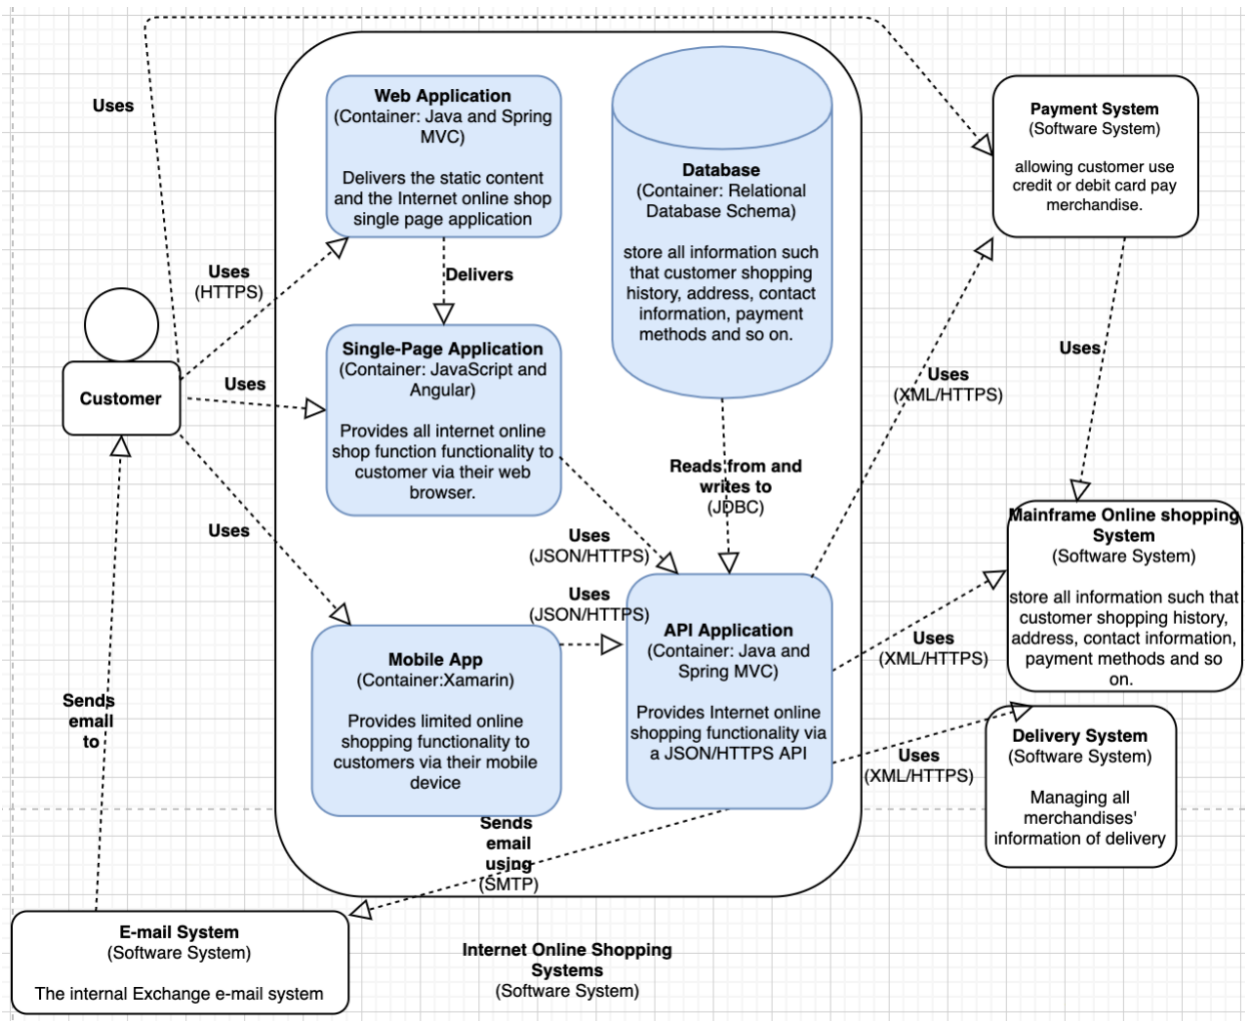 Uses
Web Application
(Container: Java and Spring
MVC)
Delivers the static content
and the Internet online shop
single page application
Database
(Container: Relational
Database Schema)
store all information such
that customer shopping
history, address, contact
information, payment
methods and so on.
Payment System
(Software System)
allowing customer use
credit or debit card pay
merchandise.
Uses
(HTTPS)
Delivers
Customer
Uses
Single-Page Application
(Container: JavaScript and
Angular)
Provides all internet online
shop function functionality to
customer via their web
browser.
Uses
Uses
(XML/HTTPS)
Reads from and
writes to
(JDBC)
Uses
Uses
(JSON/HTTPS)
Uses
(JSON/HTTPS)
Mainframe Online shopping
System
(Software System)
store all information such that
customer shopping history,
address, contact information,
payment methods and so
on.
Mobile App
(Container:Xamarin)
Provides limited online
shopping functionality to
customers via their mobile
device
API Application
(Container: Java and
Spring MVC)
Provides Internet online
shopping functionality via
a JSON/HTTPS API
Uses
(XML/HTTPS)
Sends
email
to
Uses
(XML/HTTPS)
Delivery System
(Software System)
Managing all
merchandises'
information of delivery
Sends
email
using
(SMTP)
E-mail System
(Software System)
The internal Exchange e-mail system
Internet Online Shopping
Systems
(Software System)